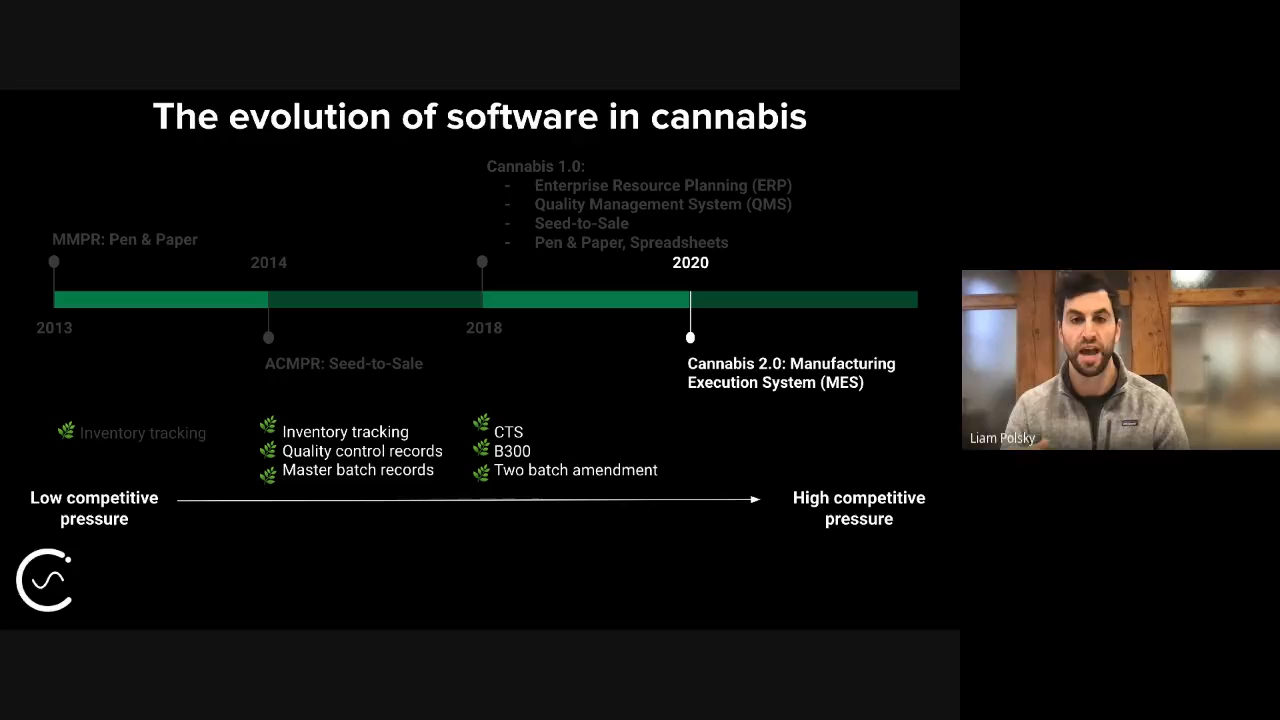 The evolution of software in cannabis
Cannabis 1.0:
- Enterprise Resource Planning (ERP)
- Quality Management System (QMS)
- Seed-to-Sale
- Pen & Paper, Spreadsheets
MMPR: Pen & Paper
2014
2020
2013
2018
ACMPR: Seed-to-Sale
Cannabis 2.0: Manufacturing
Execution System (MES)
Inventory tracking
Inventory tracking
Quality control records
Master batch records
CTS
B300
Two batch amendment
Low competitive
pressure
High competitive
pressure
Liam Polsky